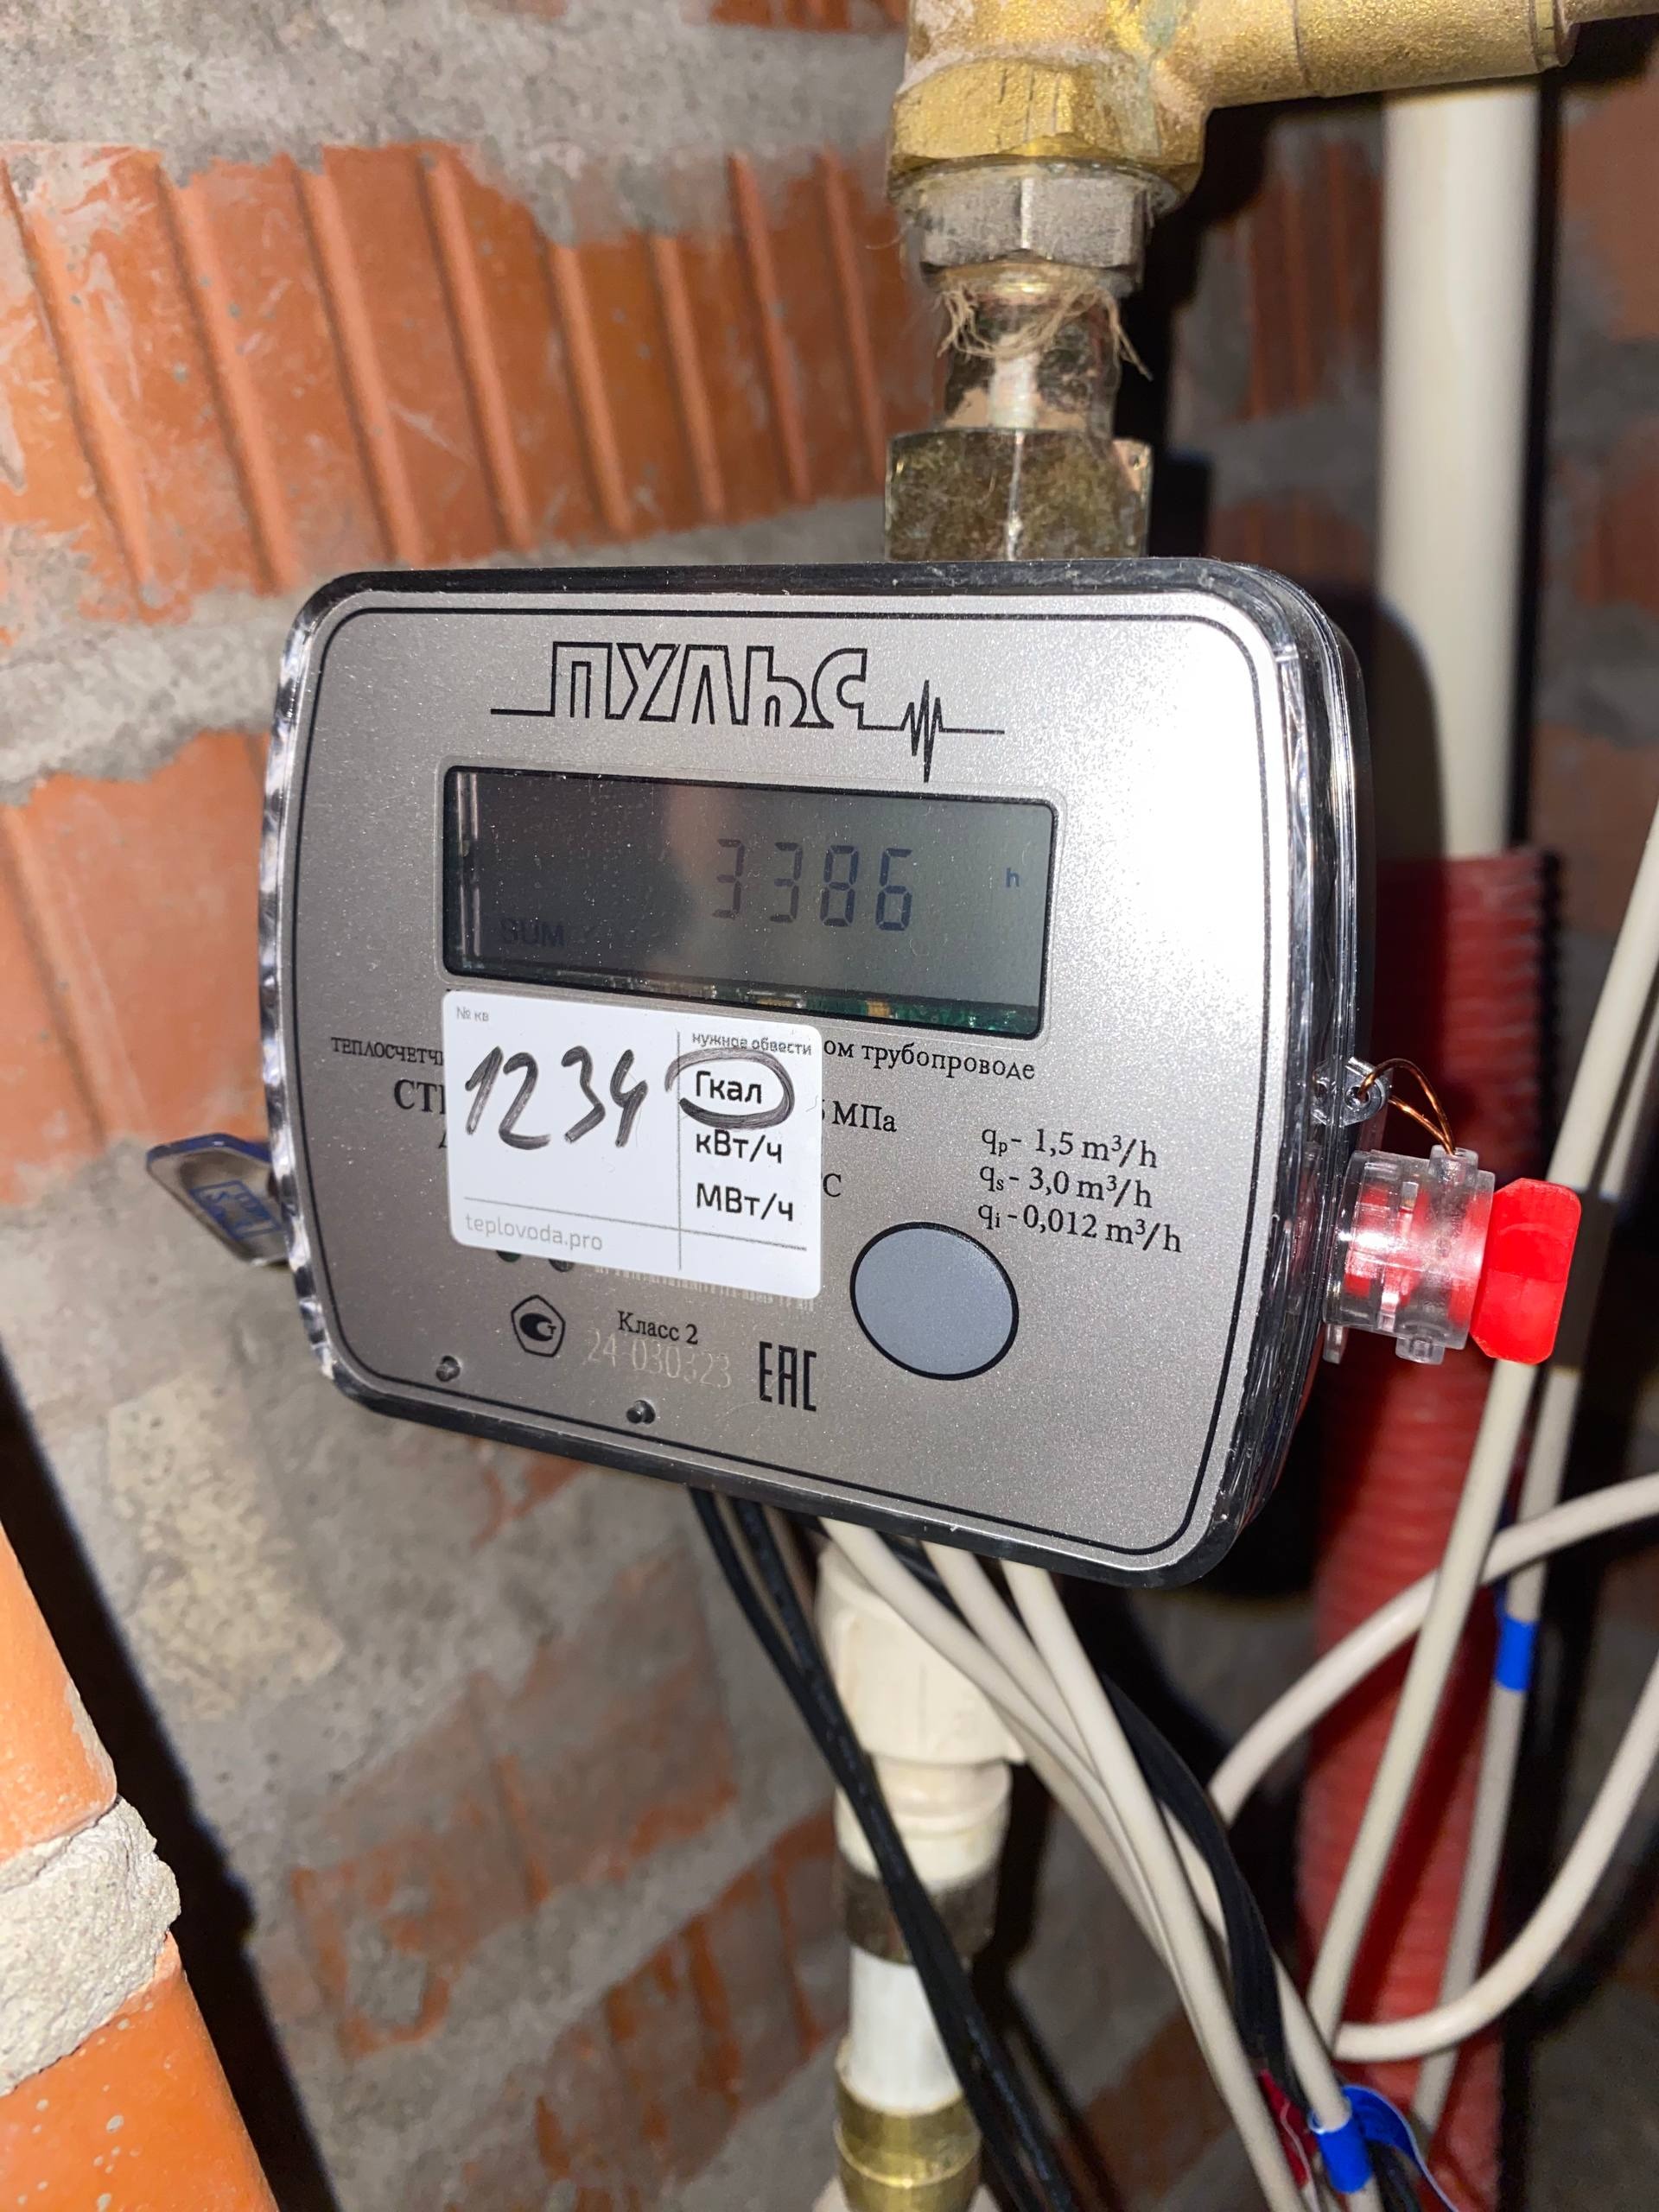 ПУЛЬС
3386 h
SUM
№ кв
нужное обвести
1234
Гкал
кВт/ч
МВт/ч
teplovoda.pro
ом трубопроводе
МПа
С
qp - 1,5 m³/h
qs - 3,0 m³/h
qi - 0,012 m³/h
Класс 2
24 030323
ЕАС